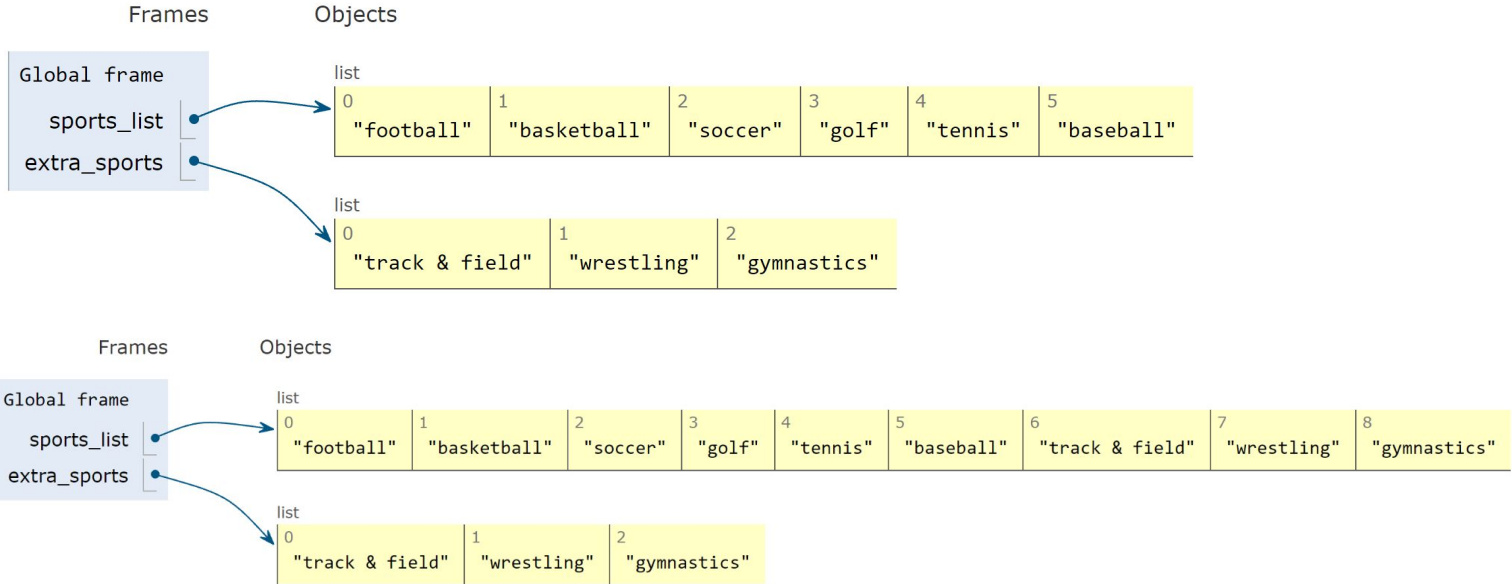 Frames Objects
Global frame
list
0 1 2 3 4 5
sports_list
"football" "basketball" "soccer" "golf" "tennis" "baseball"
extra_sports
list
0 1 2
"track & field" "wrestling" "gymnastics"
Frames Objects
Global frame
list
0 1 2 3 4 5 6 7 8
sports_list
"football" "basketball" "soccer" "golf" "tennis" "baseball" "track & field" "wrestling" "gymnastics"
extra_sports
list
0 1 2
"track & field" "wrestling" "gymnastics"